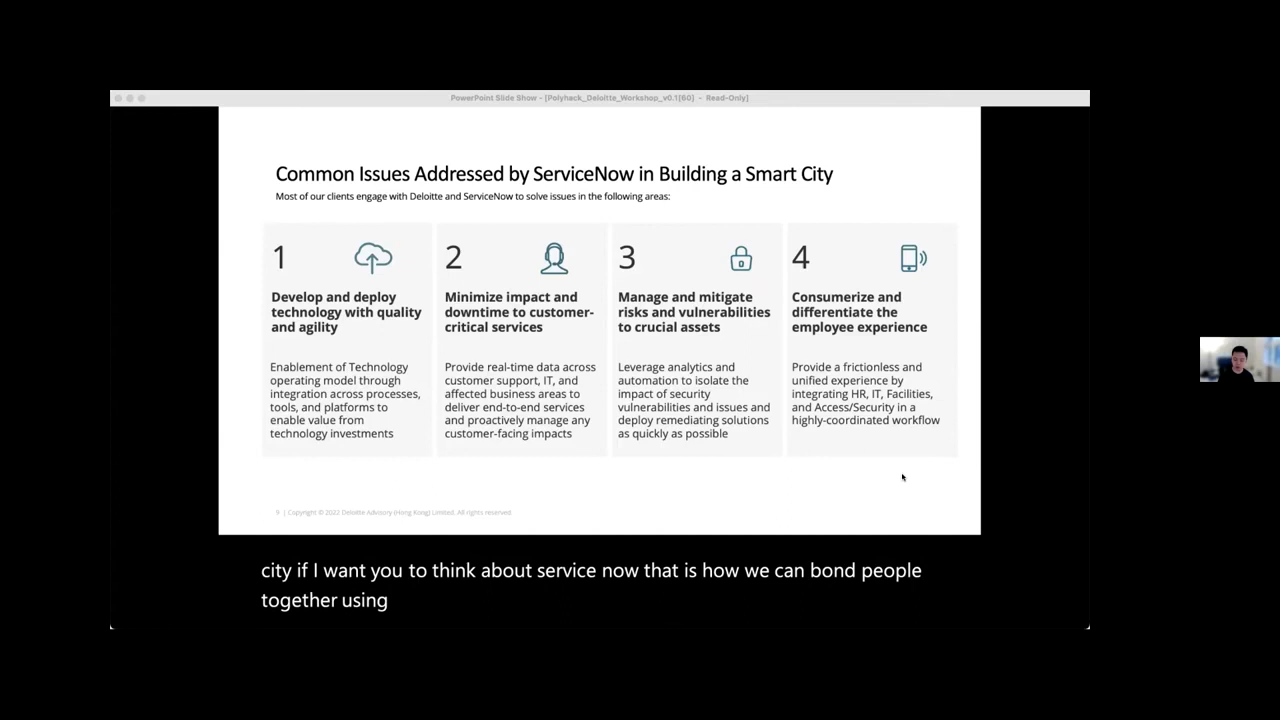 PowerPoint Slide Show - [Polyhack_Deloitte_Workshop_v0.1[60] - Read-Only]
Common Issues Addressed by ServiceNow in Building a Smart City
Most of our clients engage with Deloitte and ServiceNow to solve issues in the following areas:
1
Develop and deploy
technology with quality
and agility
Enablement of Technology
operating model through
integration across processes,
tools, and platforms to
enable value from
technology investments
2
Minimize impact and
downtime to customer-
critical services
Provide real-time data across
customer support, IT, and
affected business areas to
deliver end-to-end services
and proactively manage any
customer-facing impacts
3
Manage and mitigate
risks and vulnerabilities
to crucial assets
Leverage analytics and
automation to isolate the
impact of security
vulnerabilities and issues and
deploy remediating solutions
as quickly as possible
4
Consumerize and
differentiate the
employee experience
Provide a frictionless and
unified experience by
integrating HR, IT, Facilities,
and Access/Security in a
highly-coordinated workflow
9 | Copyright © 2022 Deloitte Advisory (Hong Kong) Limited. All rights reserved.
city if I want you to think about service now that is how we can bond people
together using